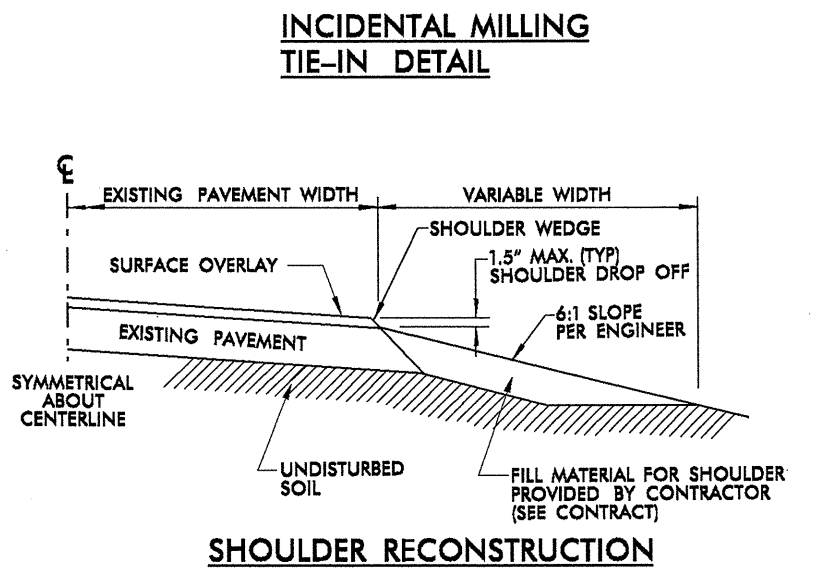 INCIDENTAL MILLING
TIE–IN DETAIL
℄
EXISTING PAVEMENT WIDTH
VARIABLE WIDTH
SHOULDER WEDGE
1.5" MAX. (TYP)
SHOULDER DROP OFF
SURFACE OVERLAY
6:1 SLOPE
PER ENGINEER
EXISTING PAVEMENT
SYMMETRICAL
ABOUT
CENTERLINE
UNDISTURBED
SOIL
FILL MATERIAL FOR SHOULDER
PROVIDED BY CONTRACTOR
(SEE CONTRACT)
SHOULDER RECONSTRUCTION